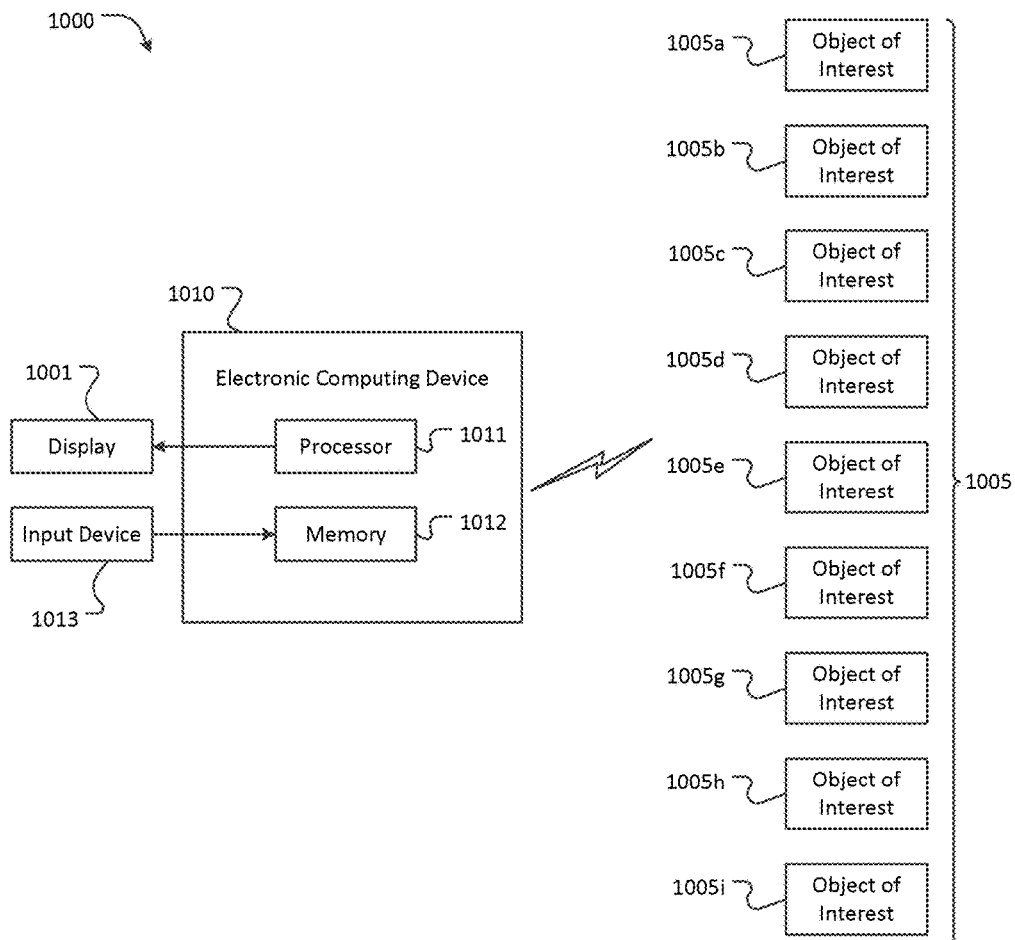 1000
1005a
Object of
Interest
1005b
Object of
Interest
1005c
Object of
Interest
1010
1001
Electronic Computing Device
1005d
Object of
Interest
Display
Processor
1011
1005e
Object of
Interest
1005
Input Device
Memory
1012
1013
1005f
Object of
Interest
1005g
Object of
Interest
1005h
Object of
Interest
1005i
Object of
Interest